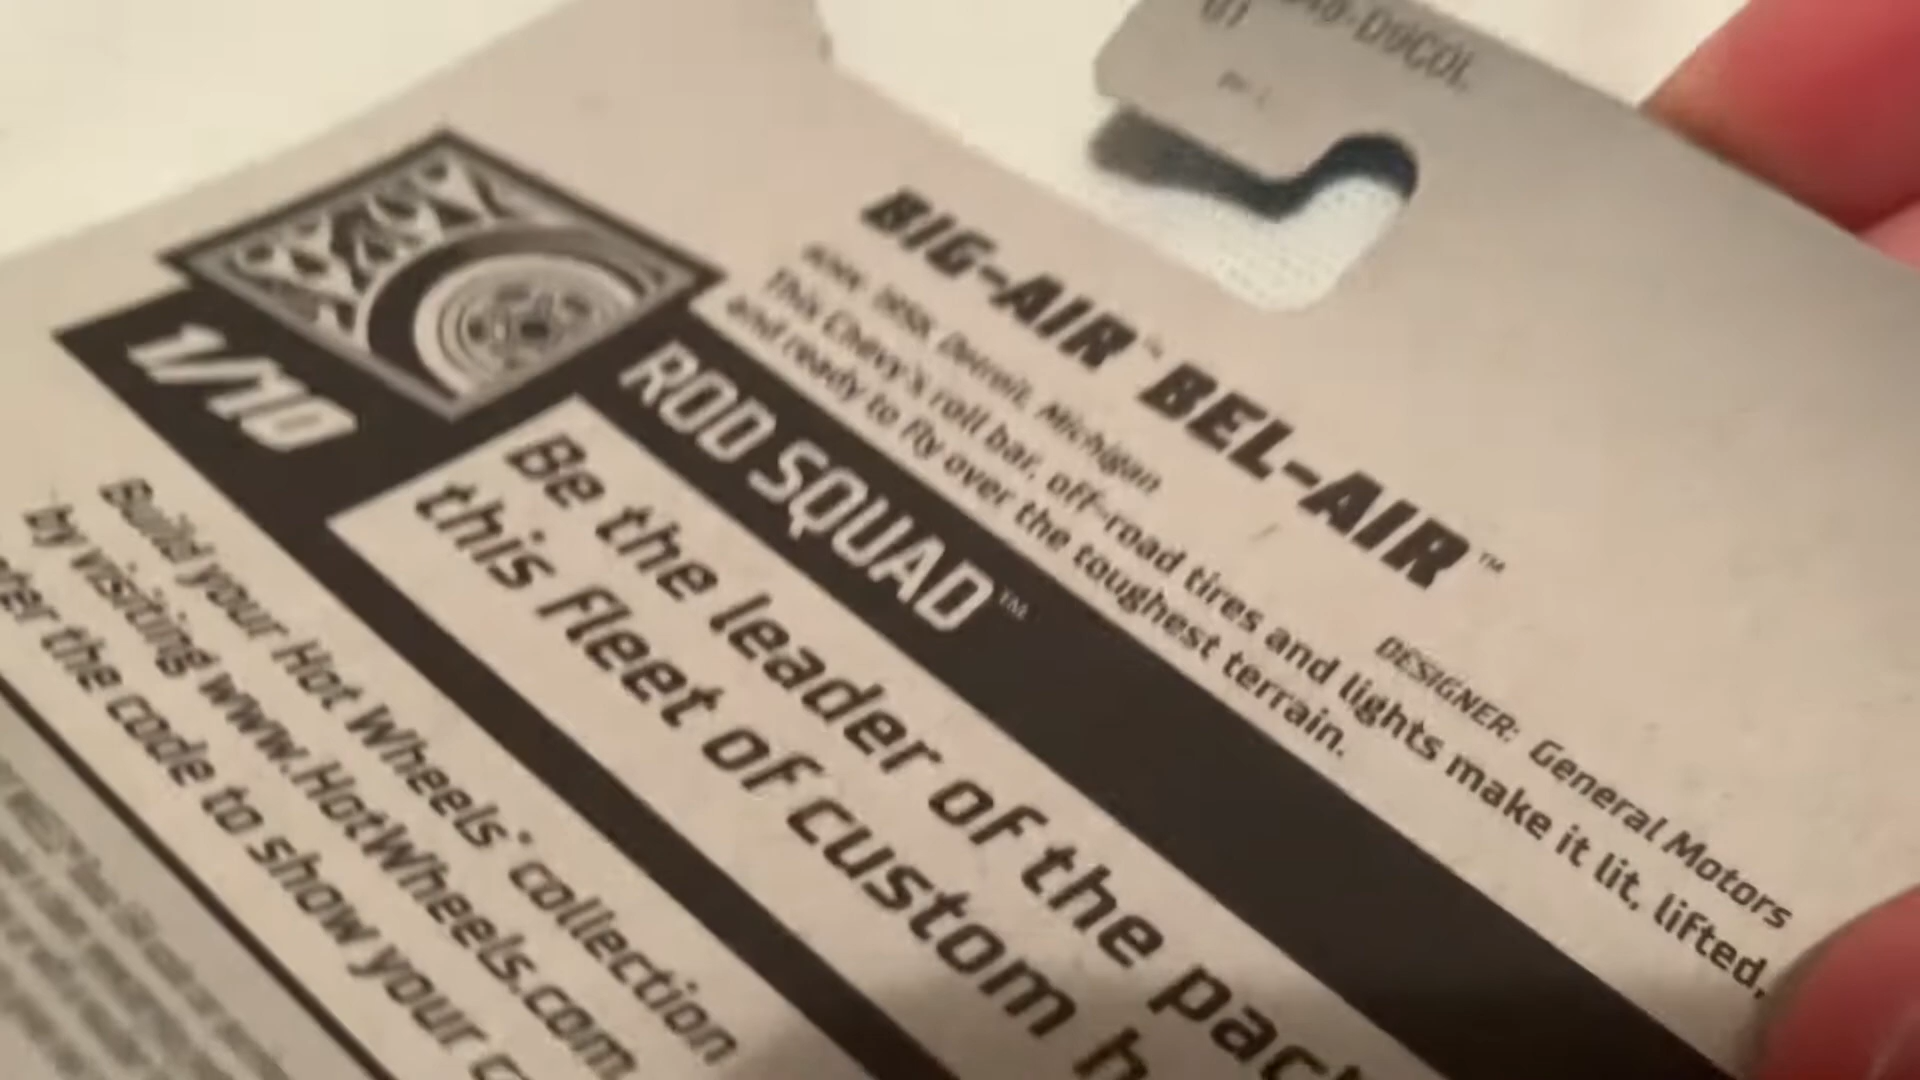 BIG-AIR™ BEL-AIR™
BORN: 1958, Detroit, Michigan
DESIGNER: General Motors
This Chevy's roll bar, off-road tires and lights make it lit, lifted,
and ready to fly over the toughest terrain.
1/10
ROD SQUAD™
Be the leader of the pack
this fleet of custom h
Build your Hot Wheels® collection
by visiting www.HotWheels.com
the code to show your c